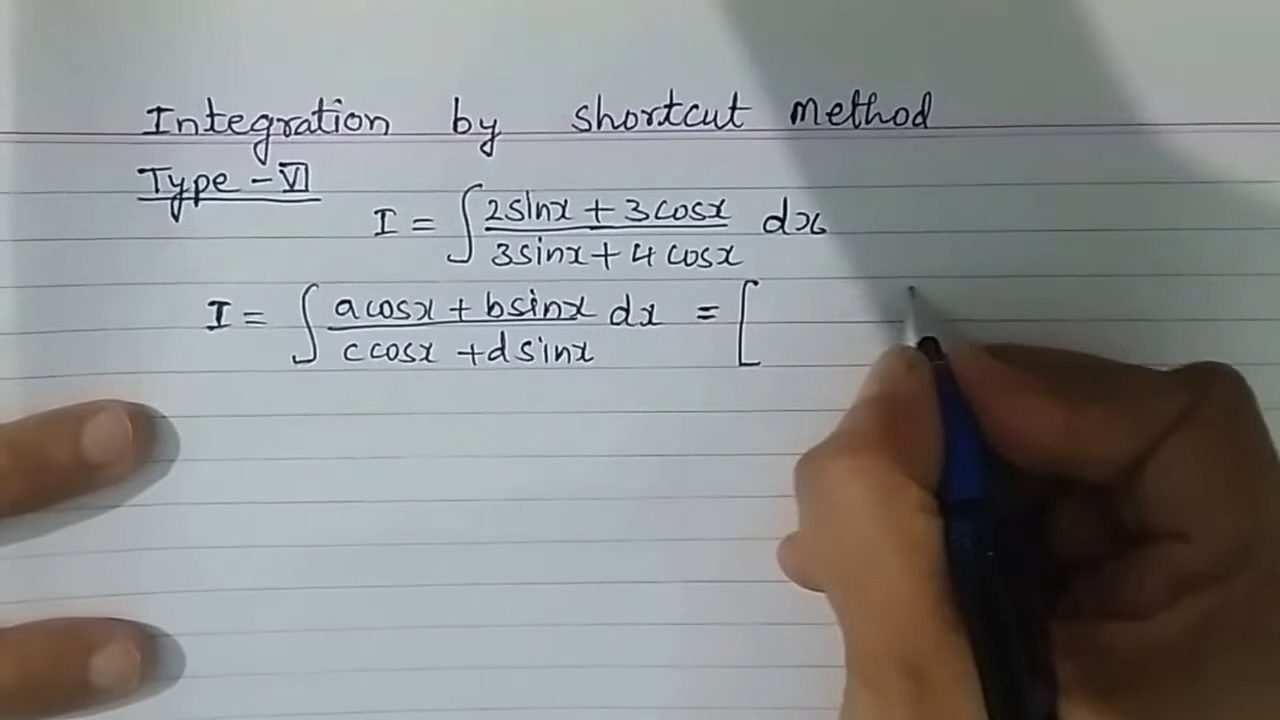 Integration by shortcut method
Type - VI
I = ∫ (2sinx + 3cosx)/(3sinx + 4cosx) dx
I = ∫ (acosx + bsinx)/(ccosx + dsinx) dx = [